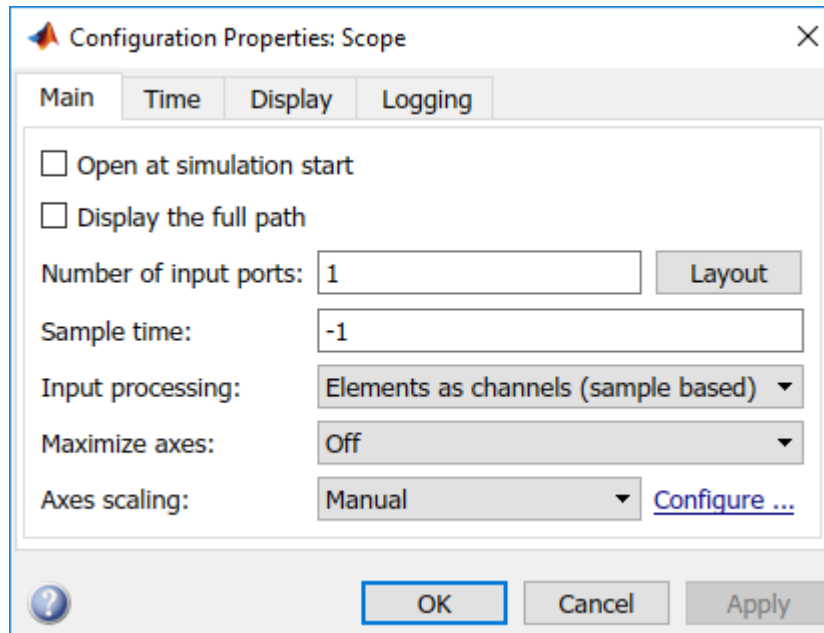 Configuration Properties: Scope
Main Time Display Logging
Open at simulation start
Display the full path
Number of input ports: 1 Layout
Sample time: -1
Input processing: Elements as channels (sample based)
Maximize axes: Off
Axes scaling: Manual Configure ...
? OK Cancel Apply